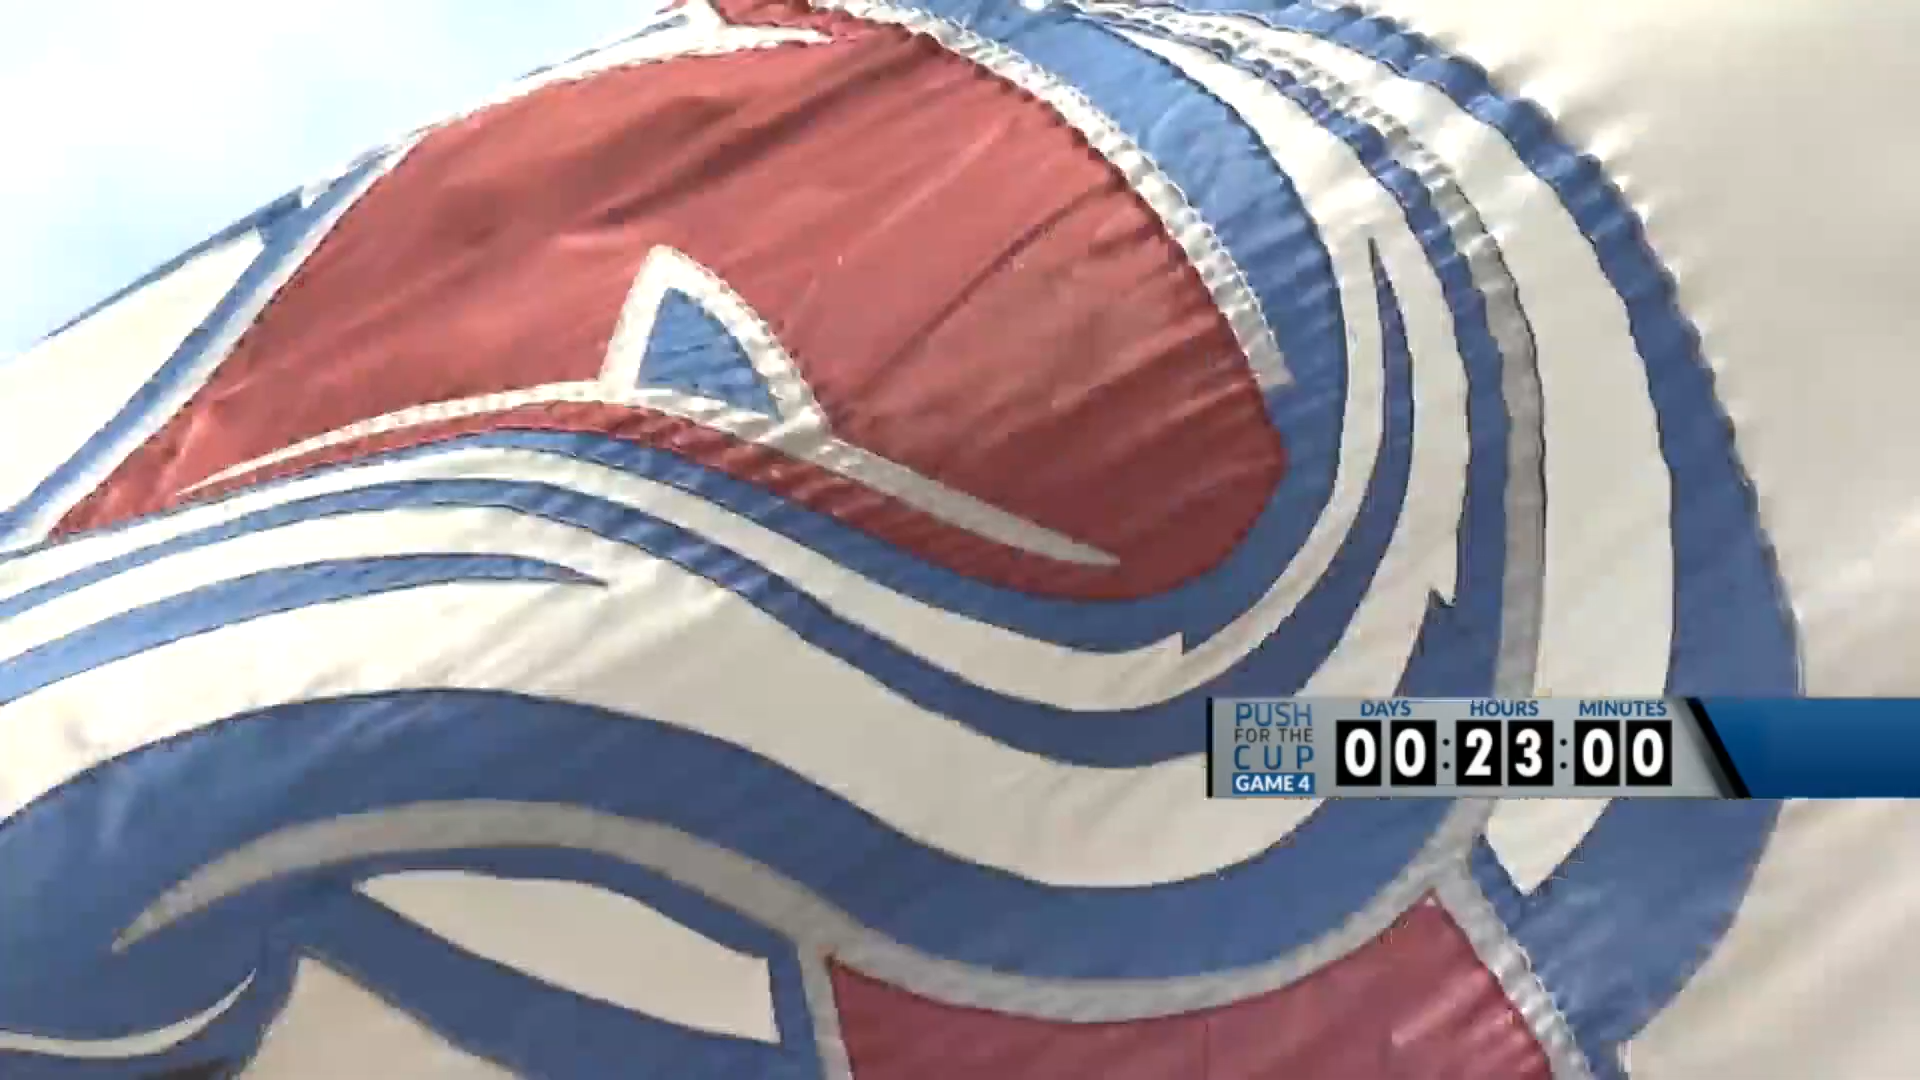 PUSH
FOR THE
CUP
GAME 4
DAYS HOURS MINUTES
00:23:00